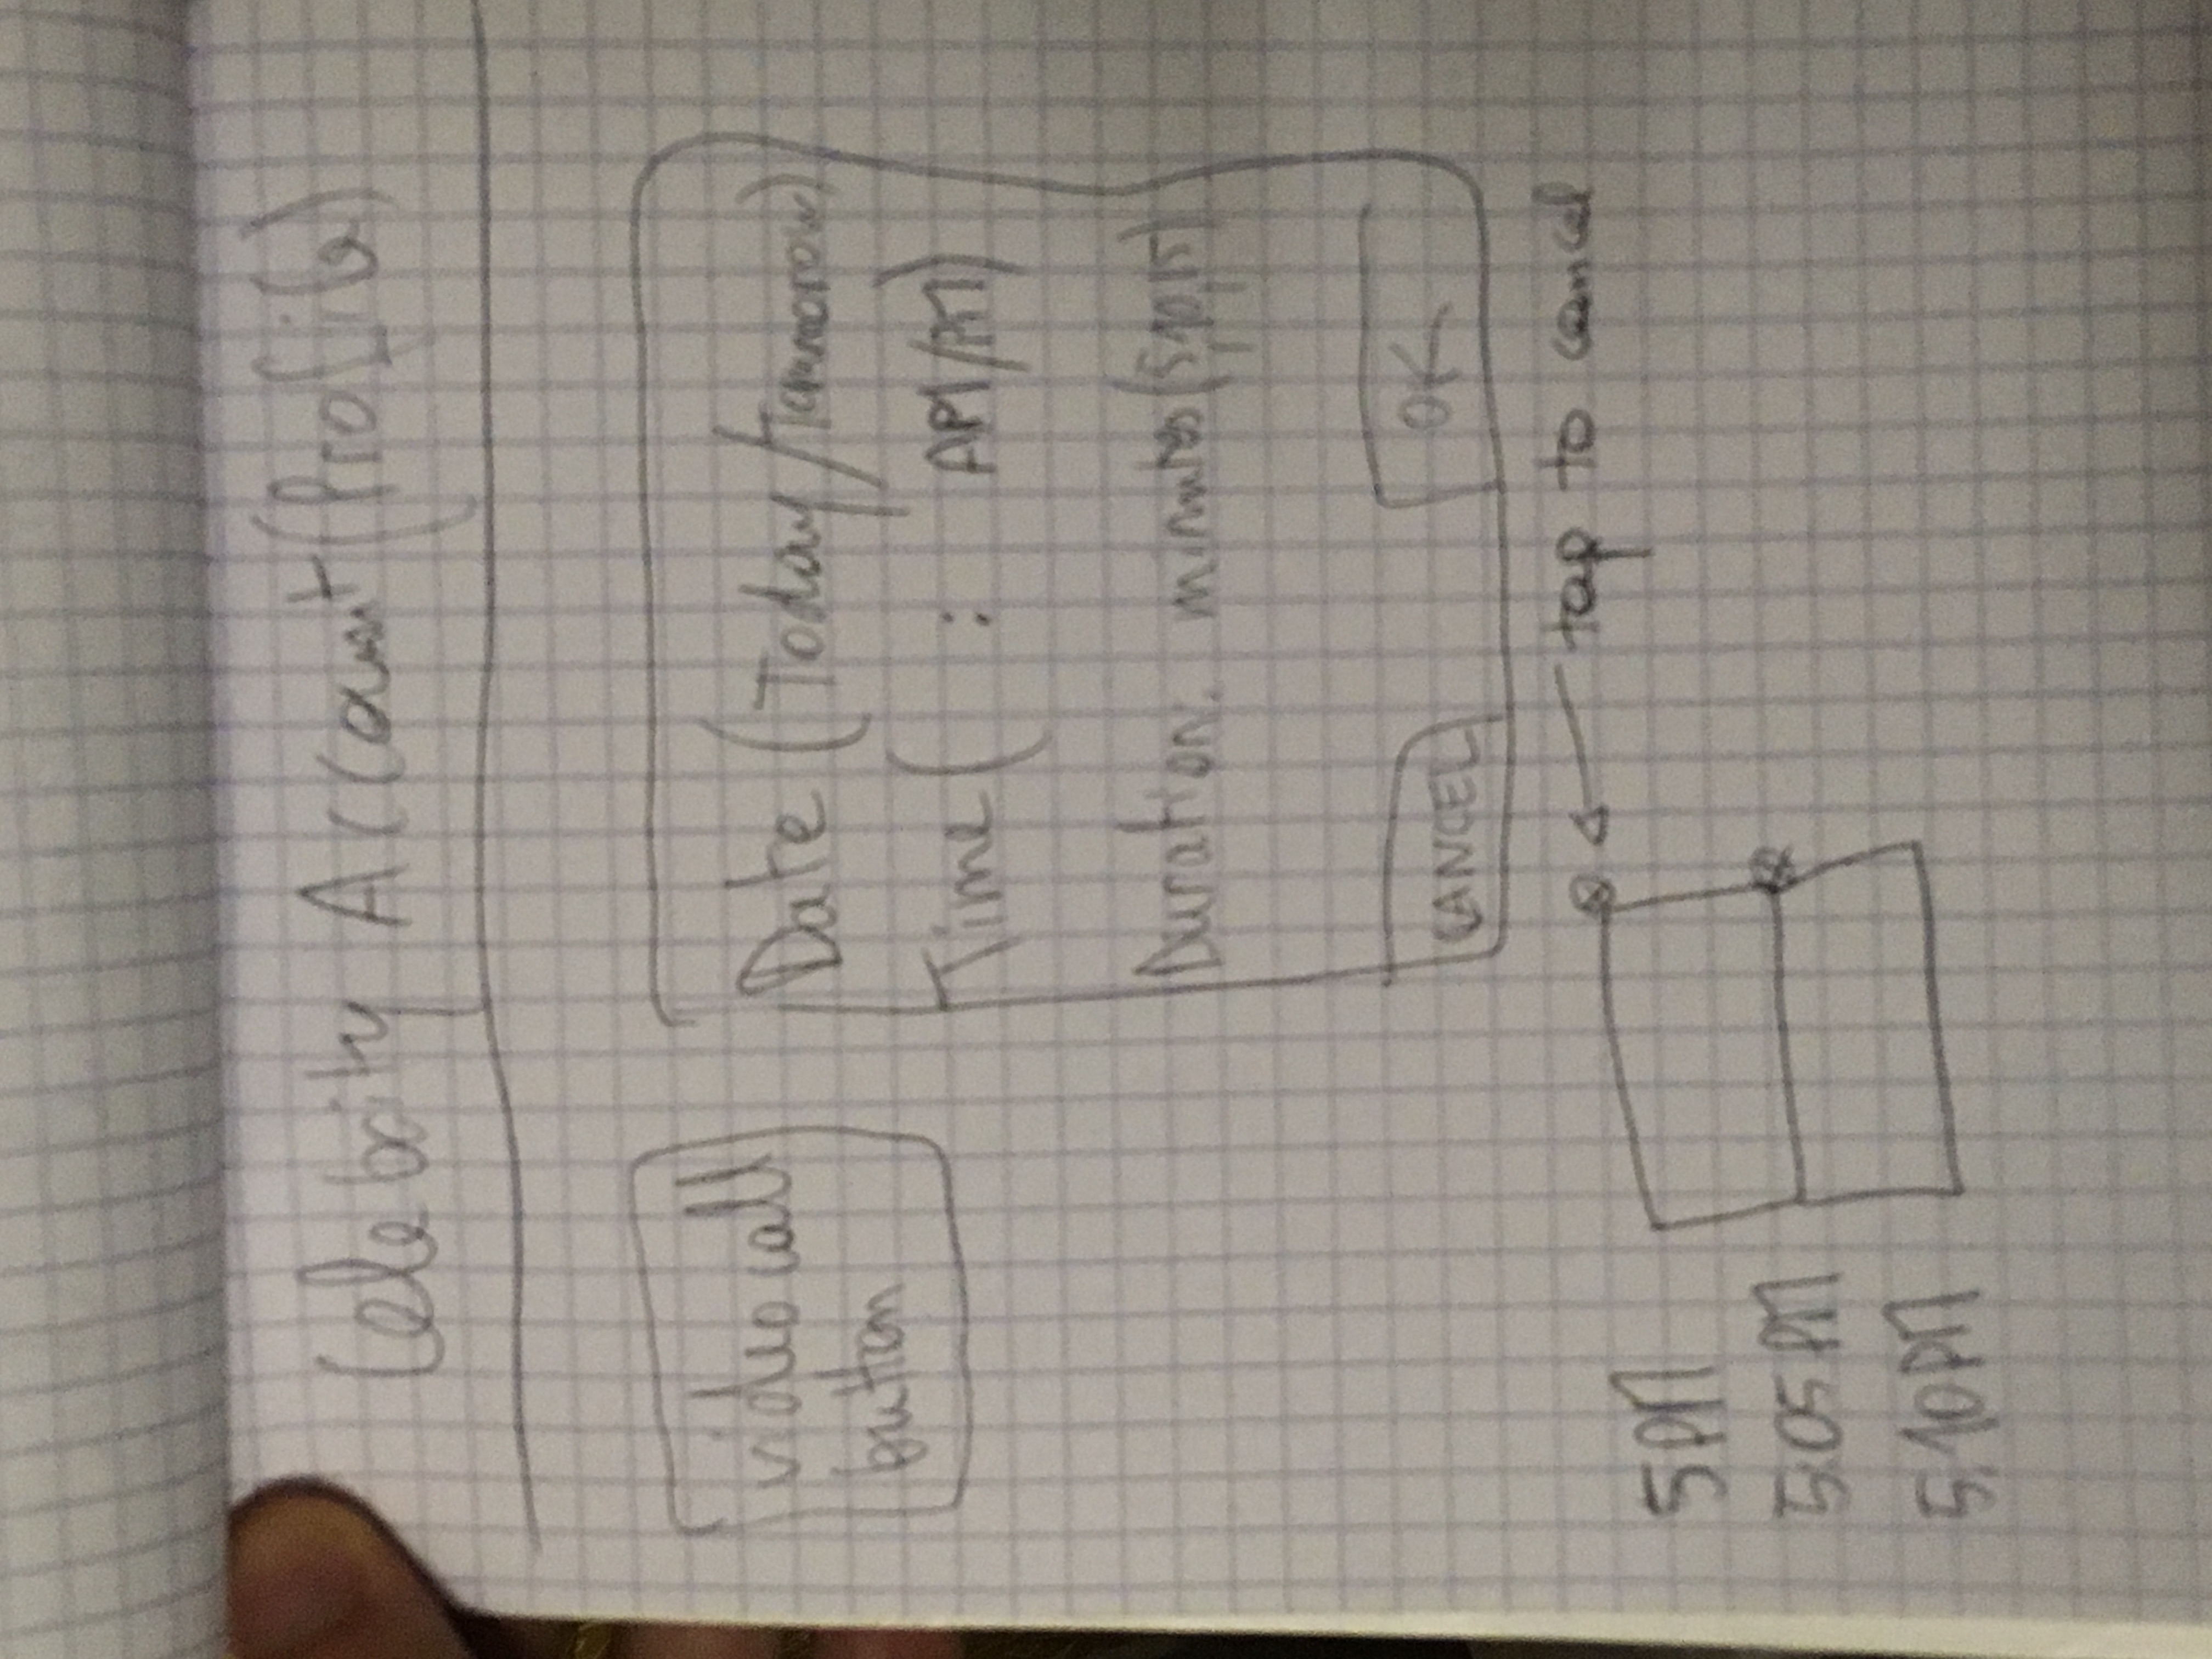 Celebrity Account (Profile)
video call
button
Date (Today/Tommorow)
Time ( : AM/PM)
Duration: minutes (5,10,15)
CANCEL
OK
tap to cancel
5PM
5:05 PM
5:10PM